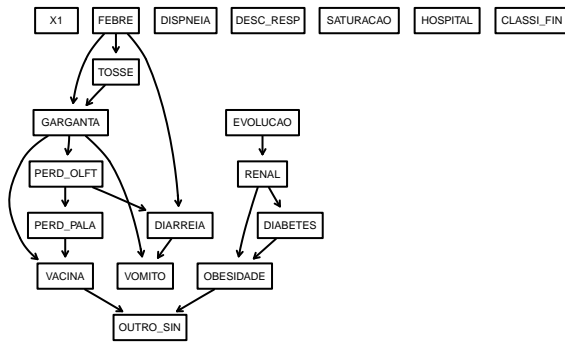 X1 FEBRE DISPNEIA DESC_RESP SATURACAO HOSPITAL CLASSI_FIN
TOSSE
GARGANTA EVOLUCAO
PERD_OLFT RENAL
PERD_PALA DIARREIA DIABETES
VACINA VOMITO OBESIDADE
OUTRO_SIN